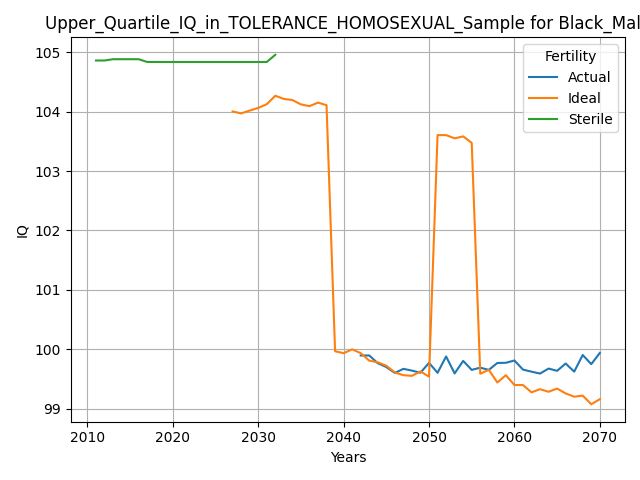 Upper_Quartile_IQ_in_TOLERANCE_HOMOSEXUAL_Sample for Black_Mal
Fertility
Actual
Ideal
Sterile
105
104
103
102
101
100
99
IQ
2010 2020 2030 2040 2050 2060 2070
Years